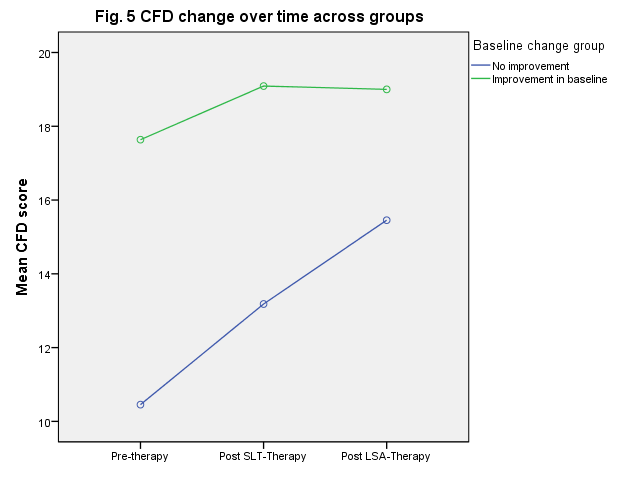 Fig. 5 CFD change over time across groups
Baseline change group
No improvement
Improvement in baseline
Mean CFD score
20
18
16
14
12
10
Pre-therapy
Post SLT-Therapy
Post LSA-Therapy